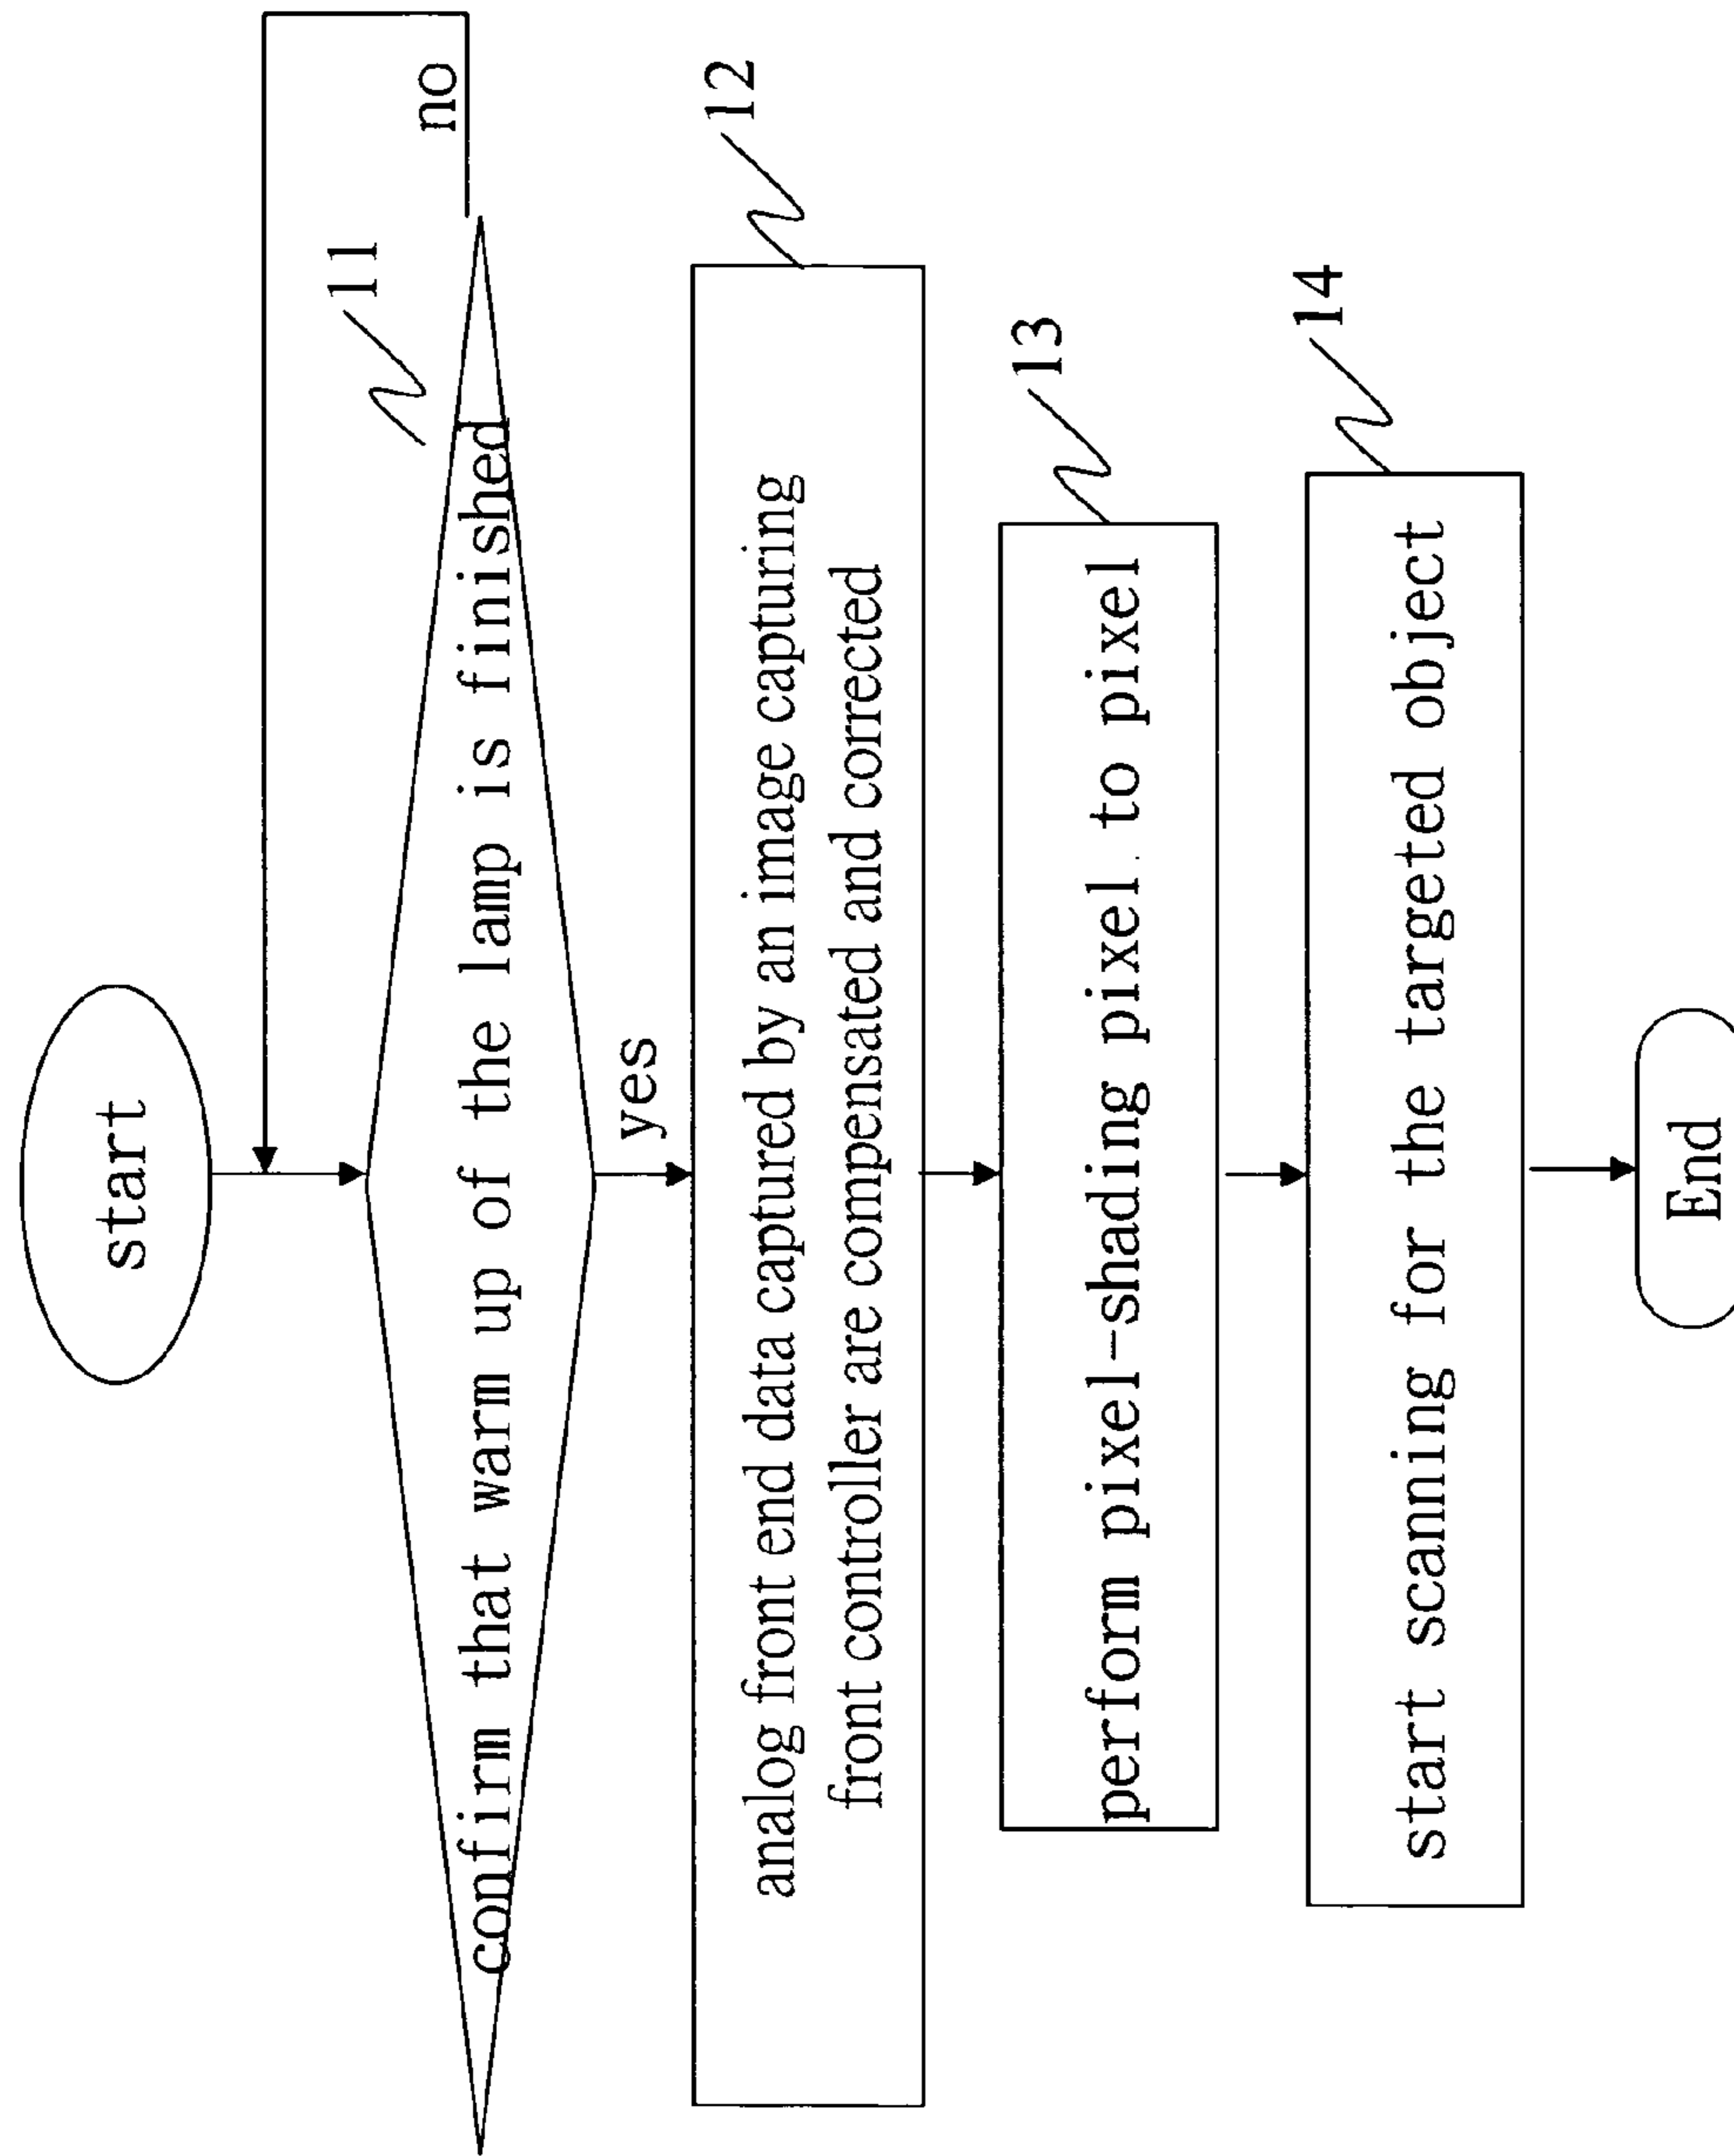 start
no
11
confirm that warm up of the lamp is finished
yes
12
analog front end data captured by an image capturing
front controller are compensated and corrected
13
perform pixel-shading pixel to pixel
14
start scanning for the targeted object
End